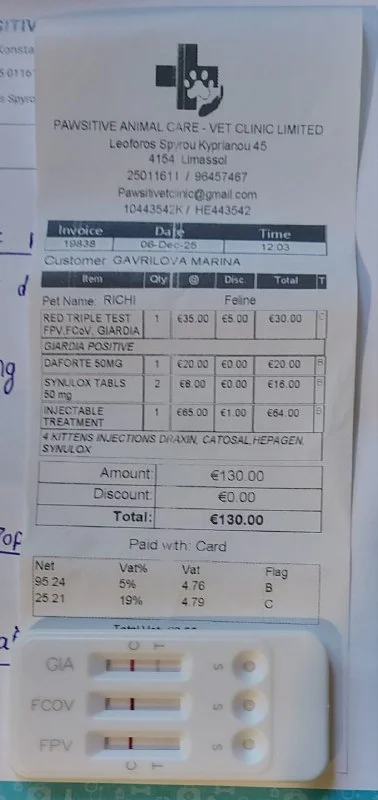 PAWSITIVE ANIMAL CARE - VET CLINIC LIMITED
Leoforos Spyrou Kyprianou 45
4154 Limassol
25011611 / 96457467
Pawsitivetclinic@gmail.com
10443542K / HE443542
Invoice Date Time
19838 06-Dec-25 12:03
Customer GAVRILOVA MARINA
Item Qty @ Disc. Total T
Pet Name: RICHI Feline
RED TRIPLE TEST 1 €35.00 €5.00 €30.00 C
FPV,FCoV, GIARDIA
GIARDIA POSITIVE
DAFORTE 50MG 1 €20.00 €0.00 €20.00 B
SYNULOX TABLS 2 €8.00 €0.00 €16.00 B
50 mg
INJECTABLE 1 €65.00 €1.00 €64.00 B
TREATMENT
4 KITTENS INJECTIONS DRAXIN, CATOSAL,HEPAGEN,
SYNULOX
Amount: €130.00
Discount: €0.00
Total: €130.00
Paid with: Card
Net Vat% Vat Flag
95.24 5% 4.76 B
25.21 19% 4.79 C
GIA C T S
FCOV S
FPV S
C T